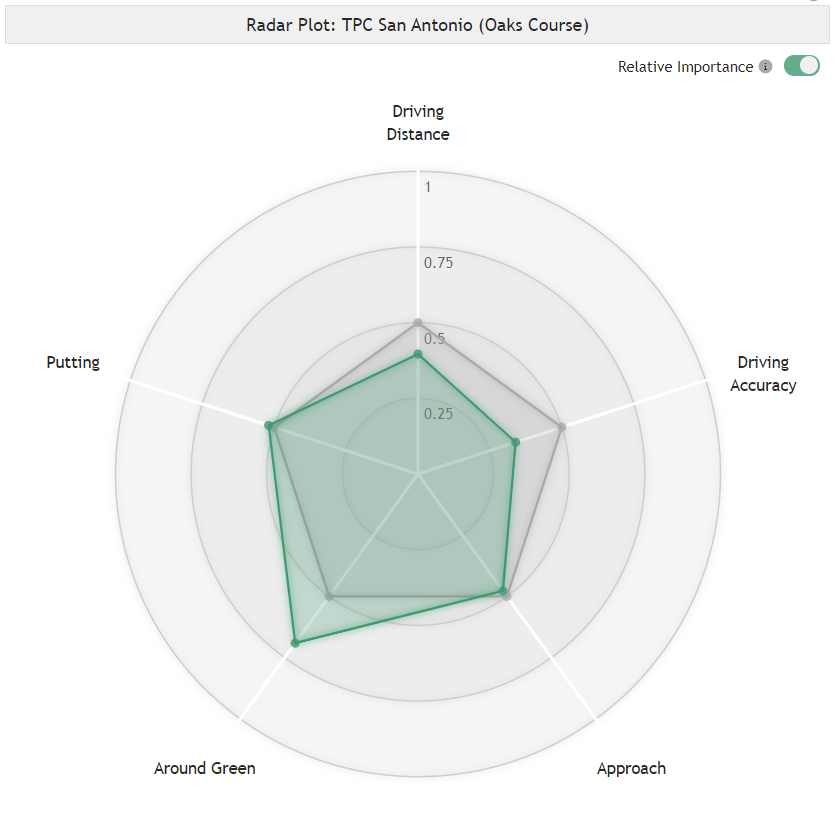 Radar Plot: TPC San Antonio (Oaks Course)
Relative Importance
i
Driving
Distance
1
0.75
0.5
0.25
Putting
Driving
Accuracy
Around Green
Approach